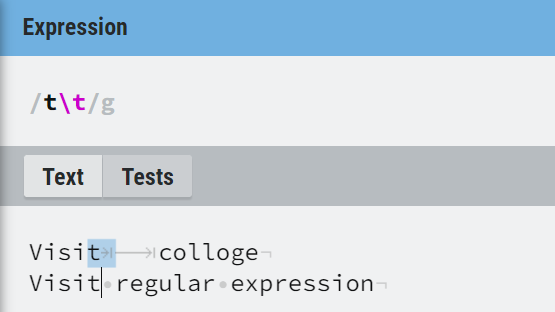 Expression
/t\t/g
Text Tests
Visit		colloge
Visit regular expression